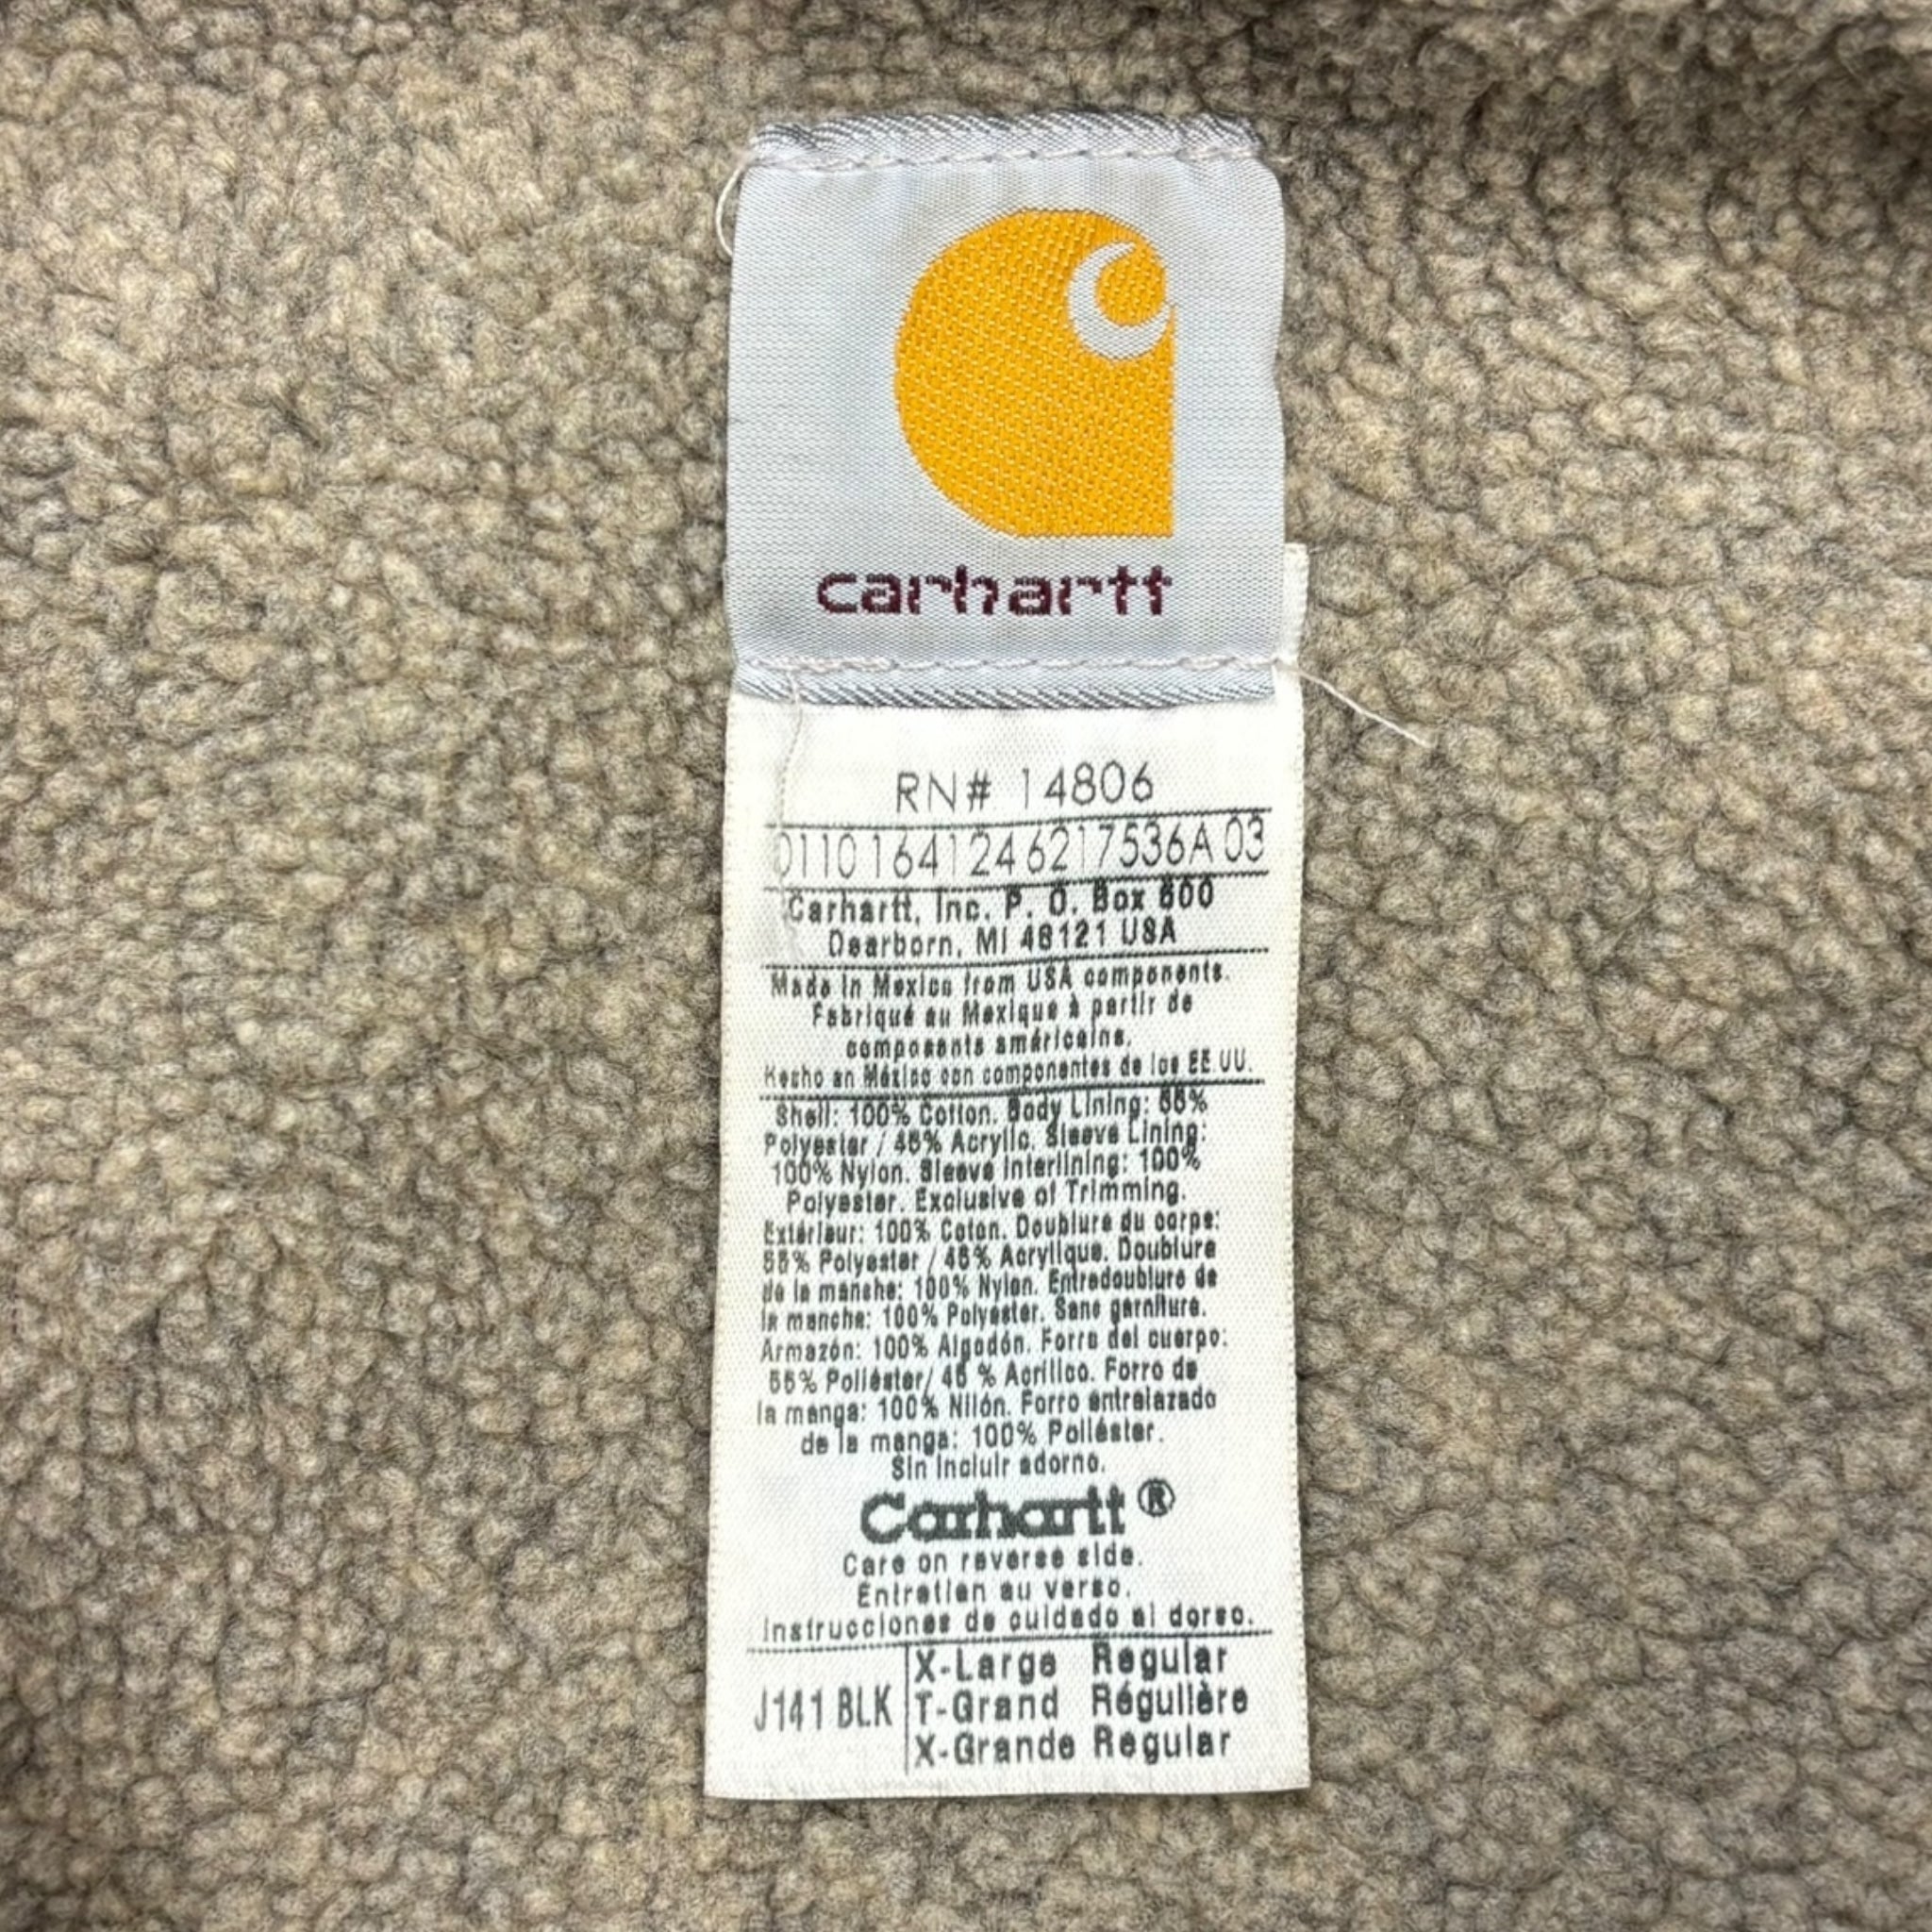 carhartt
RN# 14806
0110 164124 6217536A 03
Carhartt, Inc. P. O. Box 600
Dearborn, MI 48121 USA
Made in Mexico from USA components.
Fabriqué au Mexique à partir de
composants américains.
Hecho en México con componentes de los EE UU.
Shell: 100% Cotton. Body Lining: 55%
Polyester / 45% Acrylic. Sleeve Lining:
100% Nylon. Sleeve Interlining: 100%
Polyester. Exclusive of Trimming.
Extérieur: 100% Coton. Doublure du corps:
55% Polyester / 45% Acrylique. Doublure
de la manche: 100% Nylon. Entredoublure de
la manche: 100% Polyester. Sans garniture.
Armazón: 100% Algodón. Forro del cuerpo:
55% Poliéster/ 45 % Acrílico. Forro de
la manga: 100% Nilón. Forro entrelazado
de la manga: 100% Poliéster.
Sin incluir adorno.
Carhartt ®
Care on reverse side.
Entretien au verso.
Instrucciones de cuidado al dorso.
J141 BLK
X-Large Regular
T-Grand Régulière
X-Grande Regular